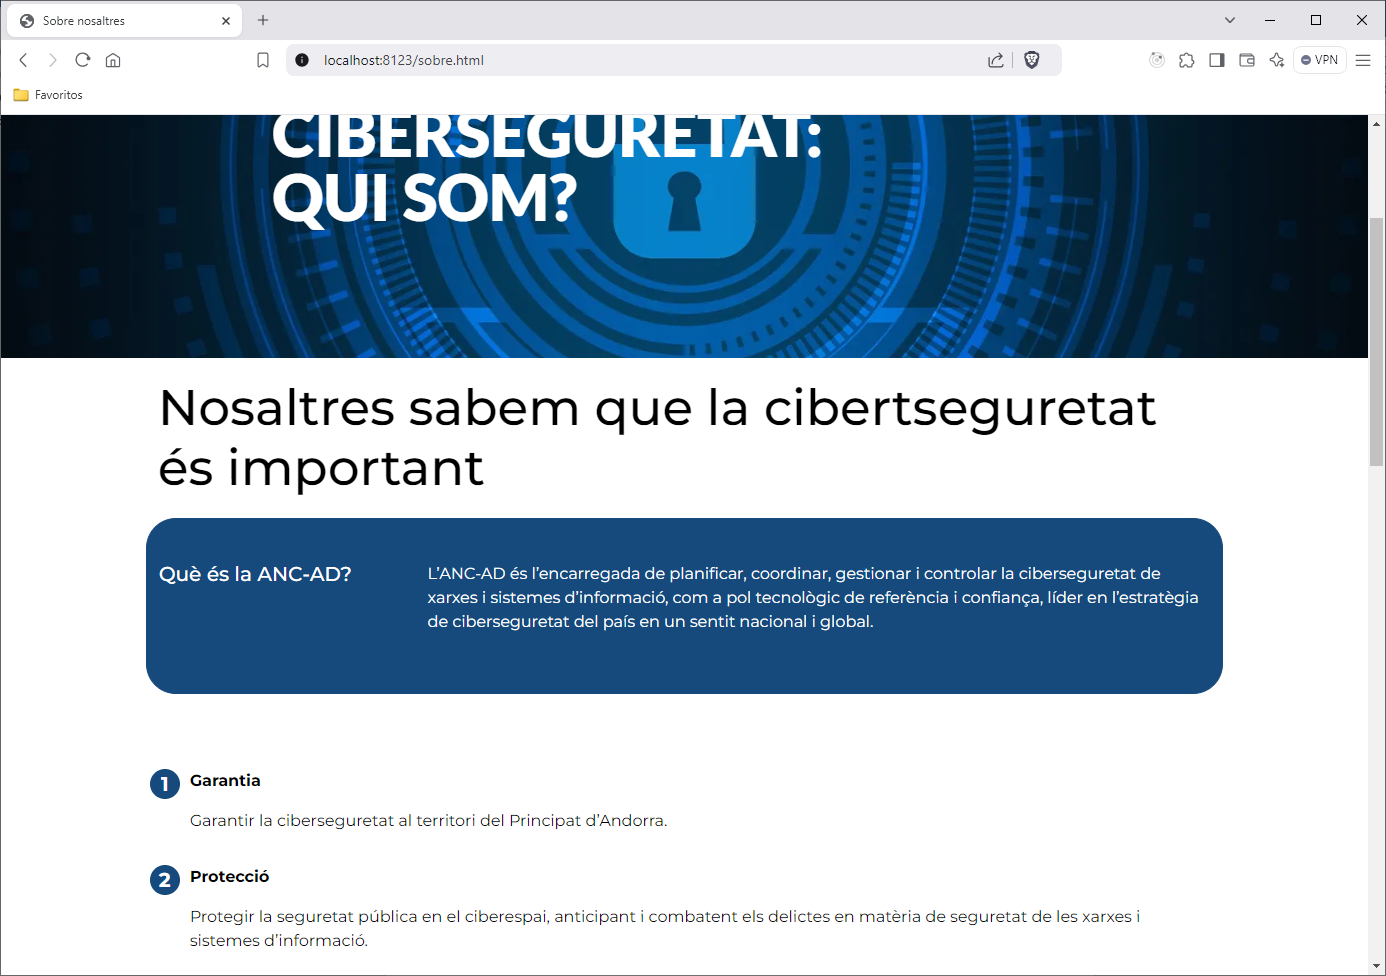 Sobre nosaltres
localhost:8123/sobre.html
VPN
Favoritos
CIBERSEGURETAT:
QUI SOM?
Nosaltres sabem que la cibertseguretat
és important
Què és la ANC-AD?
L’ANC-AD és l’encarregada de planificar, coordinar, gestionar i controlar la ciberseguretat de
xarxes i sistemes d’informació, com a pol tecnològic de referència i confiança, líder en l’estratègia
de ciberseguretat del país en un sentit nacional i global.
1 Garantia
Garantir la ciberseguretat al territori del Principat d’Andorra.
2 Protecció
Protegir la seguretat pública en el ciberespai, anticipant i combatent els delictes en matèria de seguretat de les xarxes i
sistemes d’informació.